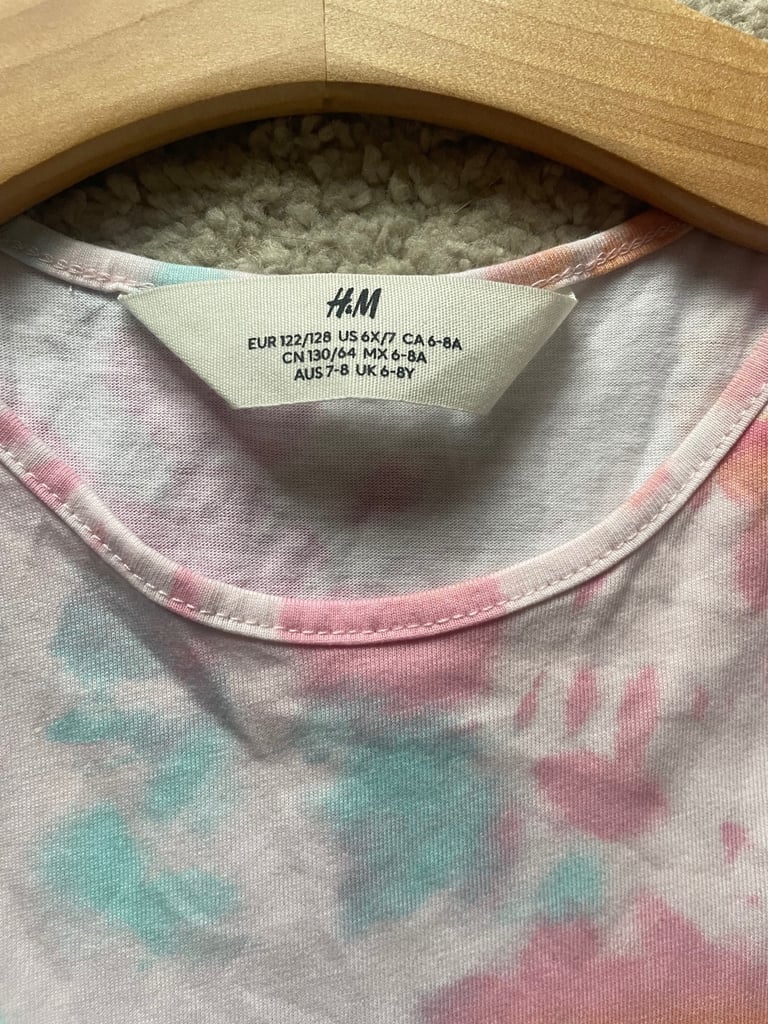 H&M
EUR 122/128 US 6X/7 CA 6-8A
CN 130/64 MX 6-8A
AUS 7-8 UK 6-8Y